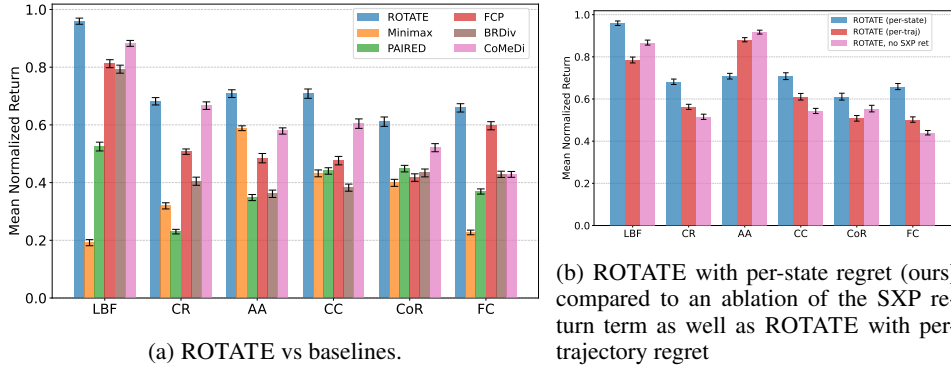 Mean Normalized Return
1.0
0.8
0.6
0.4
0.2
0.0
ROTATE
Minimax
PAIRED
FCP
BRDiv
CoMeDi
LBF CR AA CC CoR FC
(a) ROTATE vs baselines.
Mean Normalized Return
1.0
0.8
0.6
0.4
0.2
0.0
ROTATE (per-state)
ROTATE (per-traj)
ROTATE, no SXP ret
LBF CR AA CC CoR FC
(b) ROTATE with per-state regret (ours)
compared to an ablation of the SXP re-
turn term as well as ROTATE with per-
trajectory regret